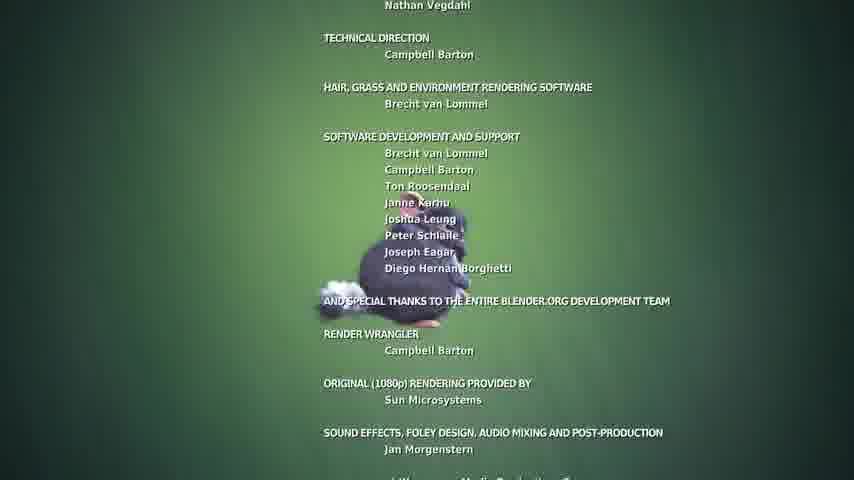 Nathan Vegdahl
TECHNICAL DIRECTION
Campbell Barton
HAIR, GRASS AND ENVIRONMENT RENDERING SOFTWARE
Brecht van Lommel
SOFTWARE DEVELOPMENT AND SUPPORT
Brecht van Lommel
Campbell Barton
Ton Roosendaal
Janne Karhu
Joshua Leung
Peter Schlaile
Joseph Eagar
Diego Hernan Borghetti
AND SPECIAL THANKS TO THE ENTIRE BLENDER.ORG DEVELOPMENT TEAM
RENDER WRANGLER
Campbell Barton
ORIGINAL (1080p) RENDERING PROVIDED BY
Sun Microsystems
SOUND EFFECTS, FOLEY DESIGN, AUDIO MIXING AND POST-PRODUCTION
Jan Morgenstern